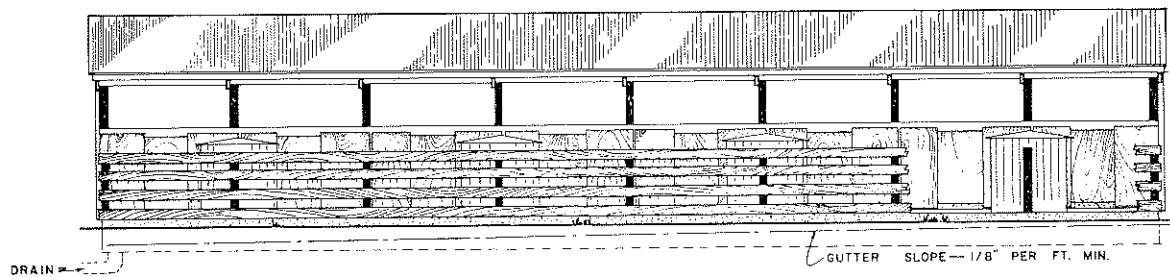 GUTTER SLOPE — 1/8" PER FT. MIN.
DRAIN